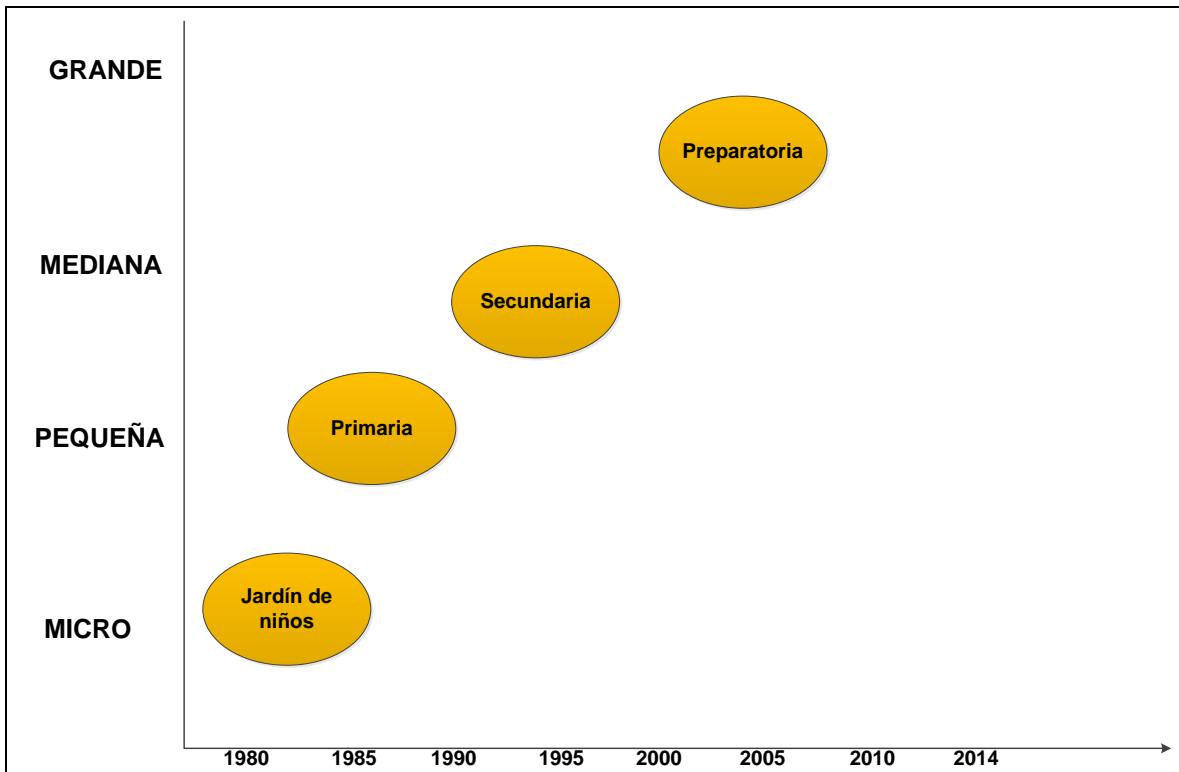 GRANDE
Preparatoria
MEDIANA
Secundaria
Primaria
PEQUEÑA
Jardín de
niños
MICRO
1980 1985 1990 1995 2000 2005 2010 2014